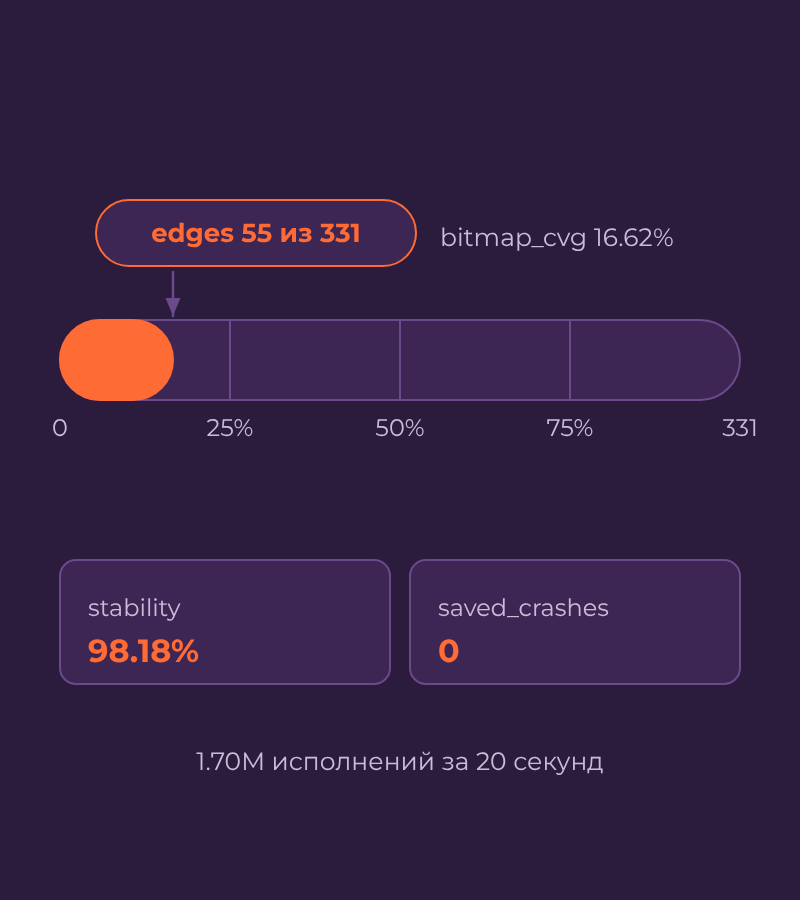 edges 55 из 331
bitmap_cvg 16.62%
0 25% 50% 75% 331
stability
98.18%
saved_crashes
0
1.70M исполнений за 20 секунд